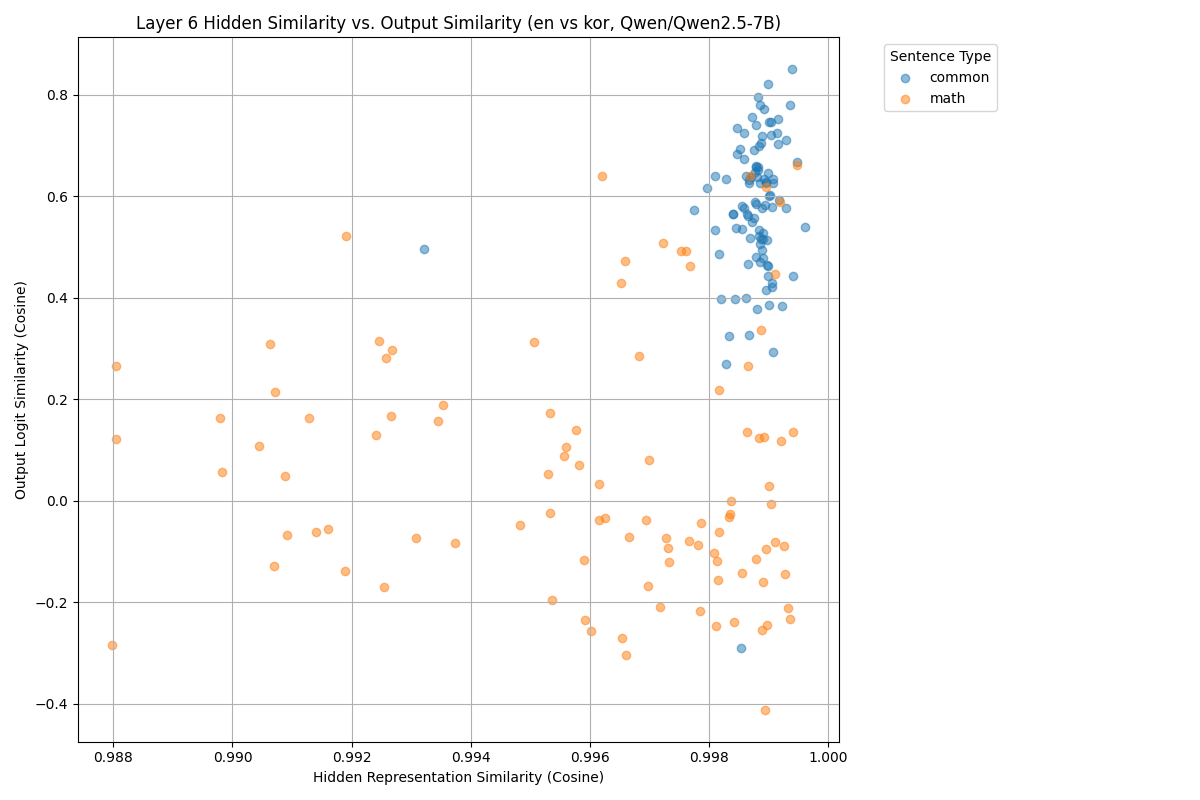 Layer 6 Hidden Similarity vs. Output Similarity (en vs kor, Qwen/Qwen2.5-7B)
Sentence Type
common
math
Output Logit Similarity (Cosine)
0.8
0.6
0.4
0.2
0.0
−0.2
−0.4
0.988 0.990 0.992 0.994 0.996 0.998 1.000
Hidden Representation Similarity (Cosine)